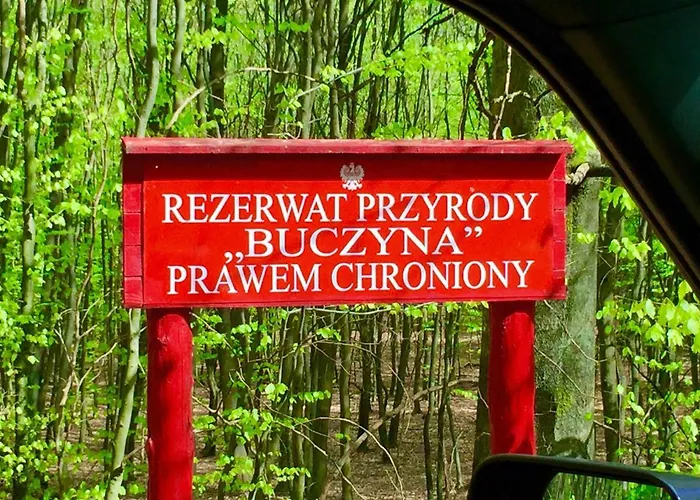 REZERWAT PRZYRODY
„BUCZYNA”
PRAWEM CHRONIONY